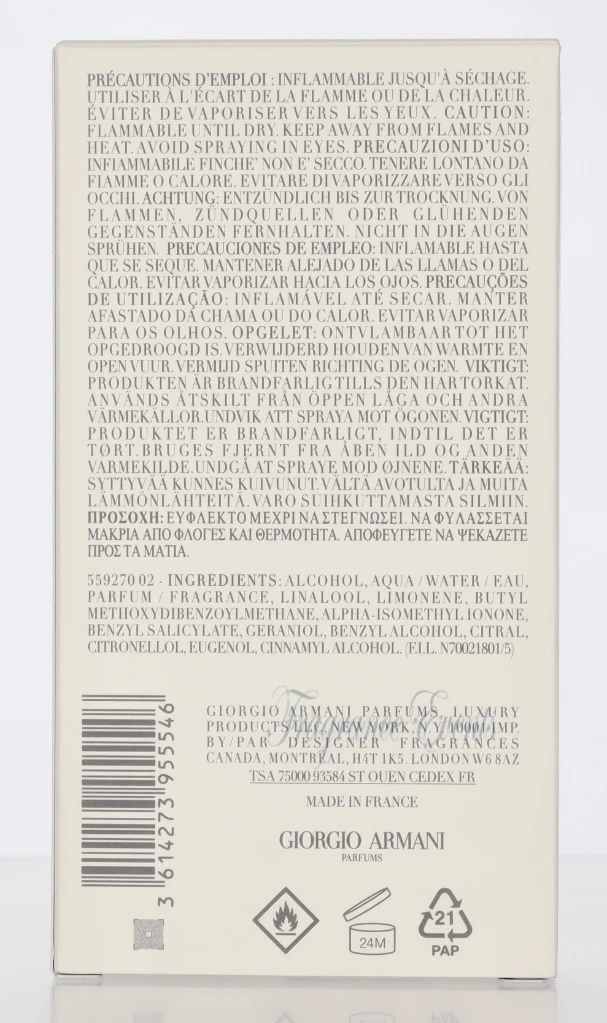 PRÉCAUTIONS D'EMPLOI : INFLAMMABLE JUSQU'À SÉCHAGE.
UTILISER À L'ÉCART DE LA FLAMME OU DE LA CHALEUR.
ÉVITER DE VAPORISER VERS LES YEUX. CAUTION:
FLAMMABLE UNTIL DRY. KEEP AWAY FROM FLAMES AND
HEAT. AVOID SPRAYING IN EYES. PRECAUZIONI D'USO:
INFIAMMABILE FINCHE' NON E' SECCO. TENERE LONTANO DA
FIAMME O CALORE. EVITARE DI VAPORIZZARE VERSO GLI
OCCHI. ACHTUNG: ENTZÜNDLICH BIS ZUR TROCKNUNG. VON
FLAMMEN, ZÜNDQUELLEN ODER GLÜHENDEN
GEGENSTÄNDEN FERNHALTEN. NICHT IN DIE AUGEN
SPRÜHEN. PRECAUCIONES DE EMPLEO: INFLAMABLE HASTA
QUE SE SEQUE. MANTENER ALEJADO DE LAS LLAMAS O DEL
CALOR. EVITAR VAPORIZAR HACIA LOS OJOS. PRECAUÇÕES
DE UTILIZAÇÃO: INFLAMÁVEL ATÉ SECAR. MANTER
AFASTADO DA CHAMA OU DO CALOR. EVITAR VAPORIZAR
PARA OS OLHOS. OPGELET: ONTVLAMBAAR TOT HET
OPGEDROOGD IS. VERWIJDERD HOUDEN VAN WARMTE EN
OPEN VUUR. VERMIJD SPUITEN RICHTING DE OGEN. VIKTIGT:
PRODUKTEN ÄR BRANDFARLIG TILLS DEN HAR TORKAT.
ANVÄNDS ÅTSKILT FRÅN ÖPPEN LÅGA OCH ANDRA
VÄRMEKÄLLOR. UNDVIK ATT SPRAYA MOT ÖGONEN. VIGTIGT:
PRODUKTET ER BRANDFARLIGT, INDTIL DET ER
TØRT. BRUGES FJERNT FRA ÅBEN ILD OG ANDEN
VARMEKILDE. UNDGÅ AT SPRAYE MOD ØJNENE. TÄRKEÄÄ:
SYTTYVÄÄ KUNNES KUIVUNUT. VÄLTÄ AVOTULTA JA MUITA
LÄMMÖNLÄHTEITÄ. VARO SUIHKUTTAMASTA SILMIIN.
ΠΡΟΣΟΧΗ: ΕΥΦΛΕΚΤΟ ΜΕΧΡΙ ΝΑ ΣΤΕΓΝΩΣΕΙ. ΝΑ ΦΥΛΑΣΣΕΤΑΙ
ΜΑΚΡΙΑ ΑΠΟ ΦΛΟΓΕΣ ΚΑΙ ΘΕΡΜΟΤΗΤΑ. ΑΠΟΦΕΥΓΕΤΕ ΝΑ ΨΕΚΑΖΕΤΕ
ΠΡΟΣ ΤΑ ΜΑΤΙΑ.
559270 02 - INGREDIENTS: ALCOHOL, AQUA / WATER / EAU,
PARFUM / FRAGRANCE, LINALOOL, LIMONENE, BUTYL
METHOXYDIBENZOYLMETHANE, ALPHA-ISOMETHYL IONONE,
BENZYL SALICYLATE, GERANIOL, BENZYL ALCOHOL, CITRAL,
CITRONELLOL, EUGENOL, CINNAMYL ALCOHOL. (F.I.L. N70021801/5)
GIORGIO ARMANI PARFUMS, LUXURY
PRODUCTS LLC, NEW YORK, N.Y. 10001 IMP.
BY/PAR DESIGNER FRAGRANCES
CANADA, MONTRÉAL, H4T 1K5. LONDON W6 8AZ
TSA 75000 93584 ST OUEN CEDEX FR
MADE IN FRANCE
GIORGIO ARMANI
PARFUMS
3 614273 955546
24M
21
PAP